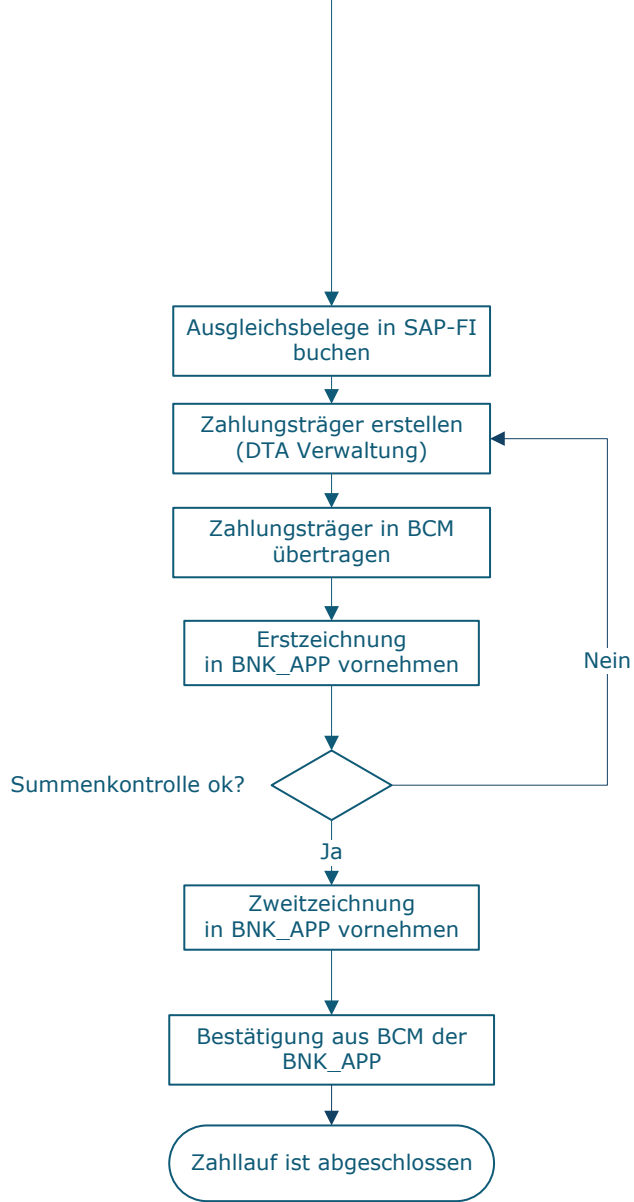 Ausgleichsbelege in SAP-FI
buchen
Zahlungsträger erstellen
(DTA Verwaltung)
Zahlungsträger in BCM
übertragen
Erstzeichnung
in BNK_APP vornehmen
Nein
Summenkontrolle ok?
Ja
Zweitzeichnung
in BNK_APP vornehmen
Bestätigung aus BCM der
BNK_APP
Zahllauf ist abgeschlossen